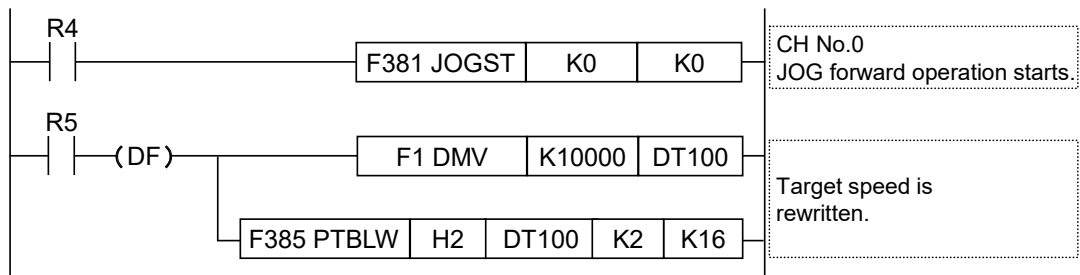 R4
F381 JOGST K0 K0
CH No.0
JOG forward operation starts.
R5
(DF)
F1 DMV K10000 DT100
Target speed is
rewritten.
F385 PTBLW H2 DT100 K2 K16